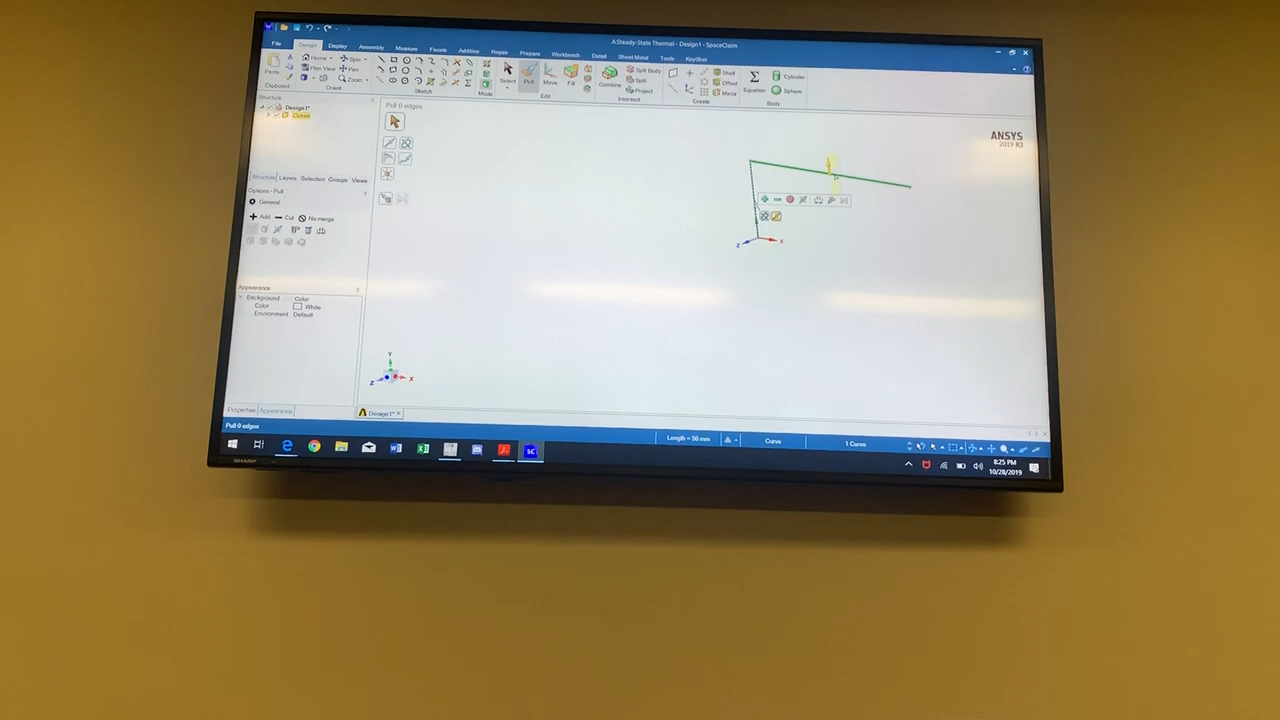 A:Steady-State Thermal - Design1 - SpaceClaim
File Design Display Assembly Measure Facets Additive Repair Prepare Workbench Detail Sheet Metal Tools KeyShot
Paste
Home Spin
Plan View Pan
Zoom
Select Pull Move Fill
Combine
Split Body
Split
Project
Shell
Offset
Mirror
Equation
Cylinder
Sphere
Clipboard Orient Sketch Mode Edit Intersect Create Body
Structure
Design1*
Curves
Structure Layers Selection Groups Views
Options - Pull
General
Add Cut No merge
Appearance
Background Color
Color White
Environment Default
Properties Appearance
Pull 0 edges
ANSYS
2019 R3
Z X
Y
Z X
Design1*
Pull 0 edges Length = 50 mm Curve 1 Curve
8:25 PM
10/28/2019
SHARP